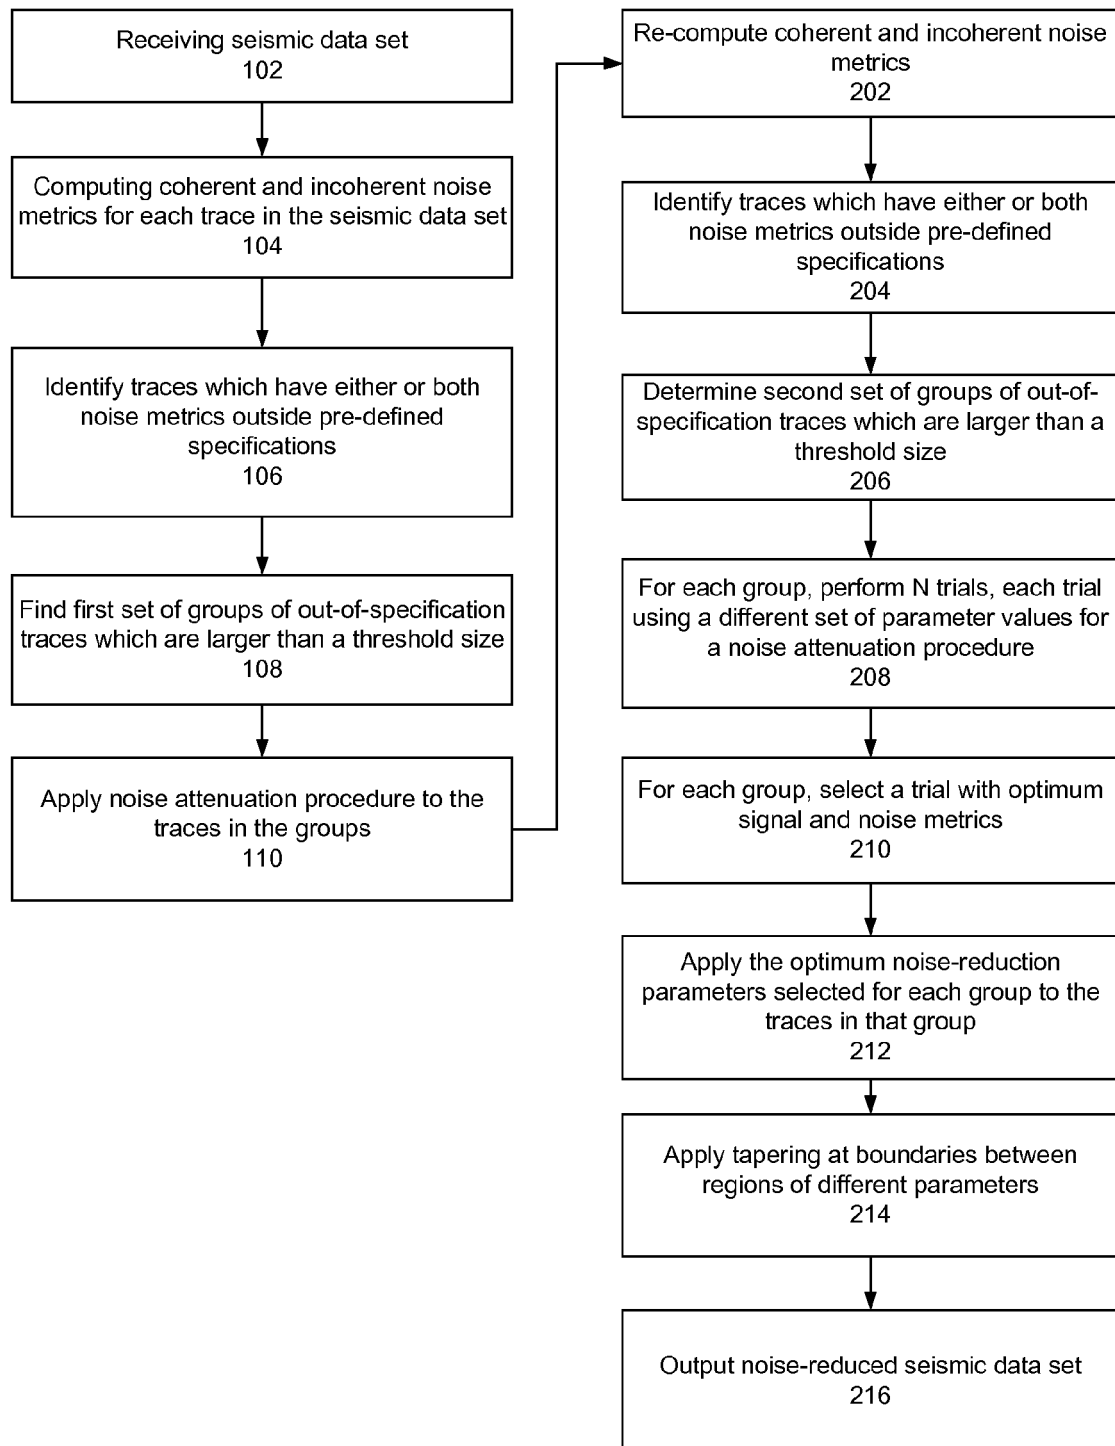 Receiving seismic data set
102
Computing coherent and incoherent noise
metrics for each trace in the seismic data set
104
Identify traces which have either or both
noise metrics outside pre-defined
specifications
106
Find first set of groups of out-of-specification
traces which are larger than a threshold size
108
Apply noise attenuation procedure to the
traces in the groups
110
Re-compute coherent and incoherent noise
metrics
202
Identify traces which have either or both
noise metrics outside pre-defined
specifications
204
Determine second set of groups of out-of-
specification traces which are larger than a
threshold size
206
For each group, perform N trials, each trial
using a different set of parameter values for
a noise attenuation procedure
208
For each group, select a trial with optimum
signal and noise metrics
210
Apply the optimum noise-reduction
parameters selected for each group to the
traces in that group
212
Apply tapering at boundaries between
regions of different parameters
214
Output noise-reduced seismic data set
216